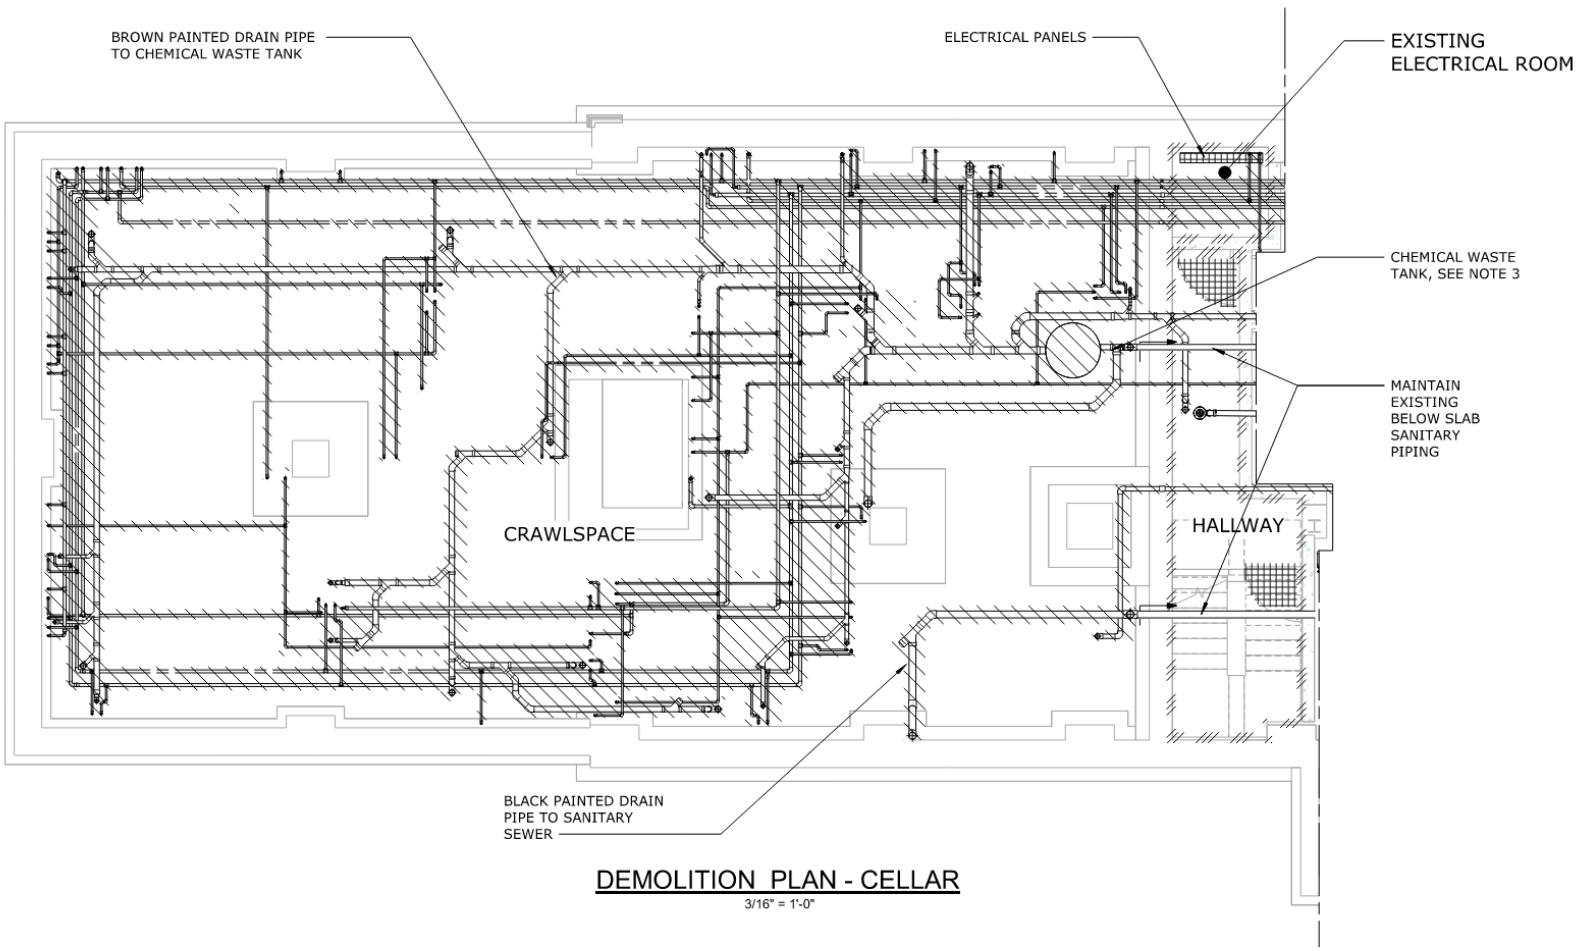 BROWN PAINTED DRAIN PIPE
TO CHEMICAL WASTE TANK
ELECTRICAL PANELS
EXISTING
ELECTRICAL ROOM
CHEMICAL WASTE
TANK, SEE NOTE 3
MAINTAIN
EXISTING
BELOW SLAB
SANITARY
PIPING
CRAWLSPACE
HALLWAY
BLACK PAINTED DRAIN
PIPE TO SANITARY
SEWER
DEMOLITION PLAN - CELLAR
3/16" = 1'-0"